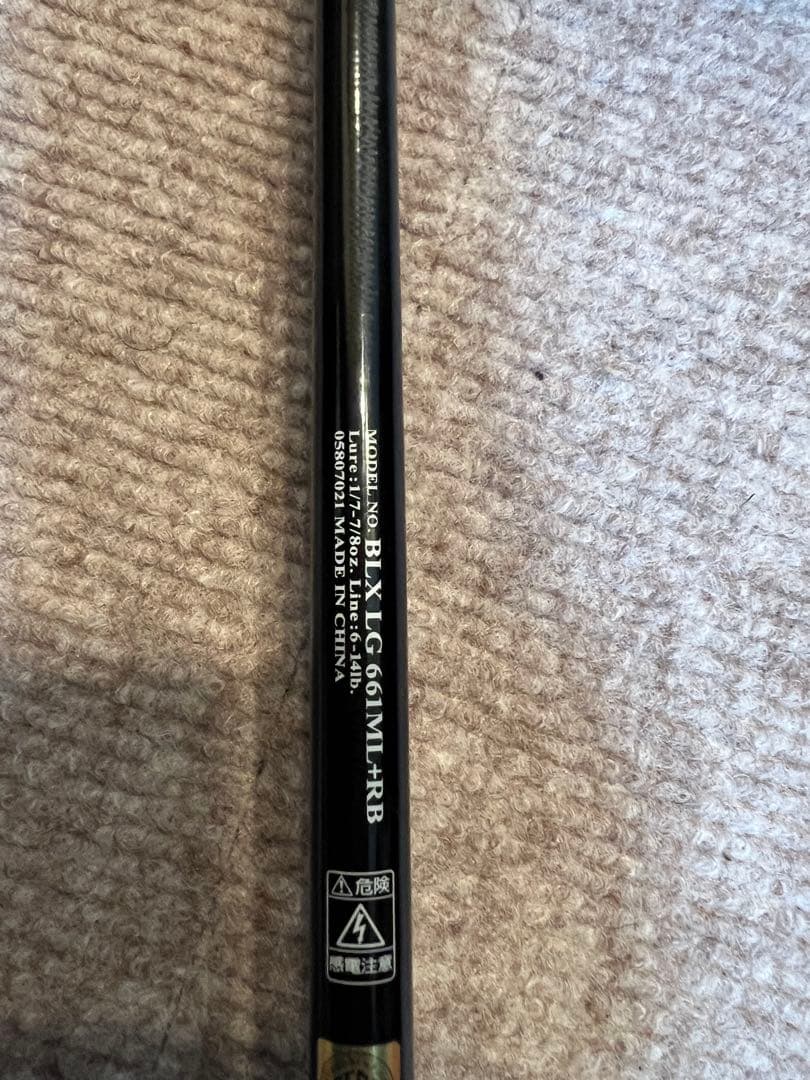 MODEL NO. BLX LG 661ML+RB
Lure:1/7-7/8oz. Line:6-14lb.
05807021 MADE IN CHINA
危険
感電注意